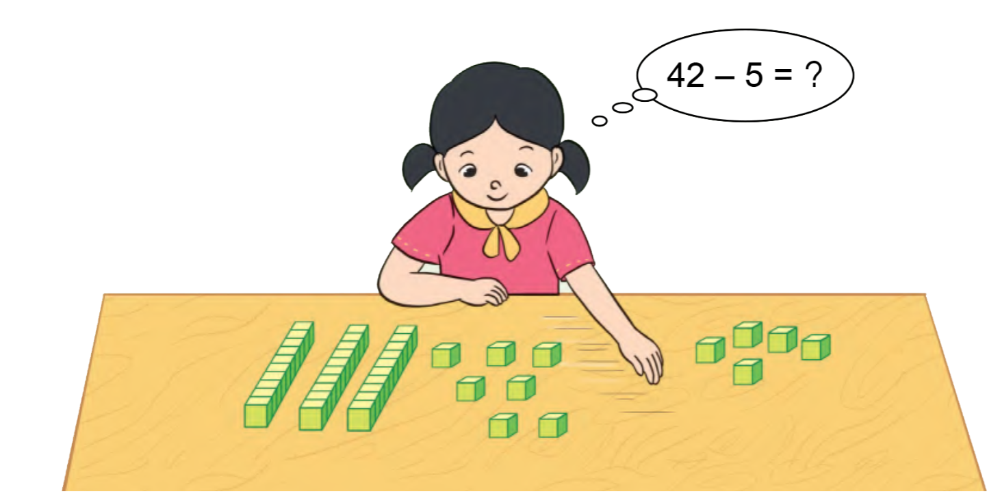 42 – 5 = ?